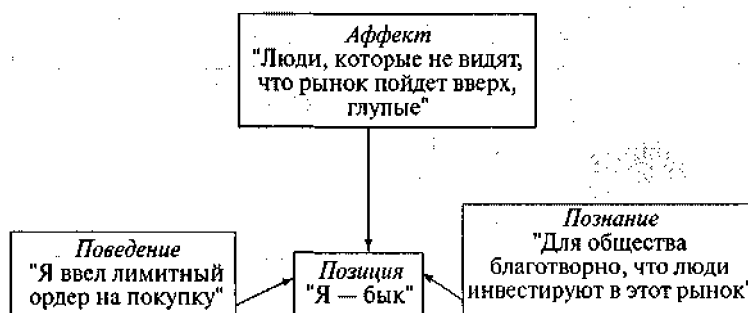 Аффект
"Люди, которые не видят,
что рынок пойдет вверх,
глупые"
Поведение
"Я ввел лимитный
ордер на покупку"
Позиция
"Я — бык"
Познание
"Для общества
благотворно, что люди
инвестируют в этот рынок"